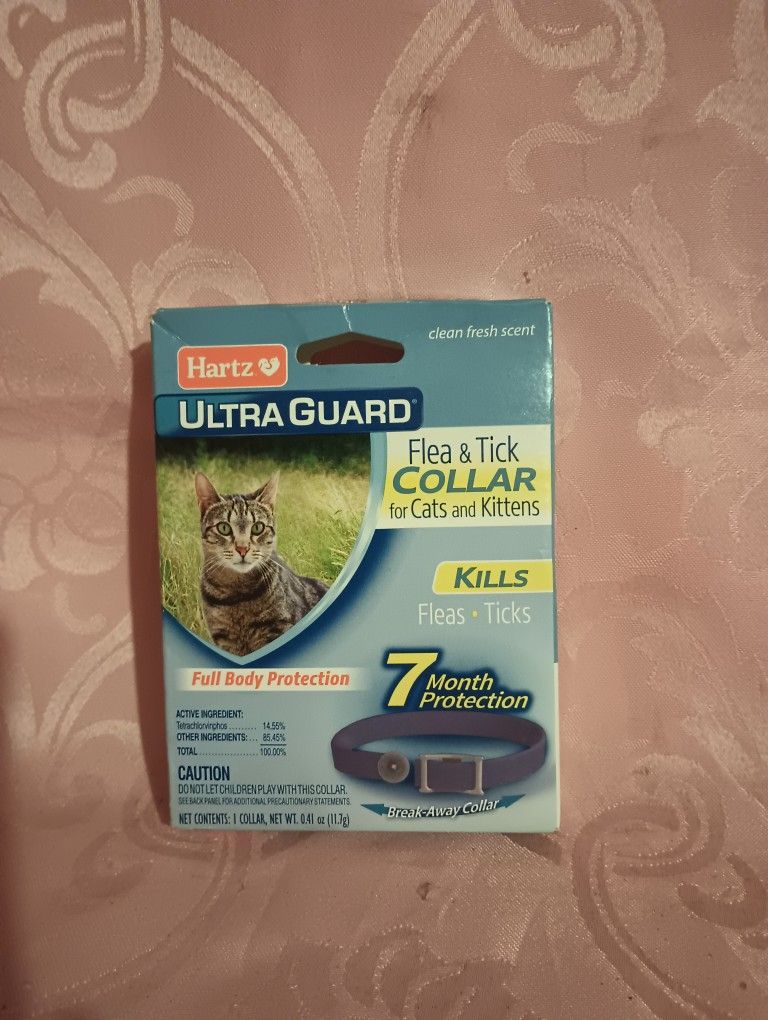 clean fresh scent
Hartz
ULTRA GUARD®
Flea & Tick
COLLAR
for Cats and Kittens
KILLS
Fleas • Ticks
Full Body Protection
7 Month
Protection
ACTIVE INGREDIENT:
Tetrachlorvinphos ......... 14.55%
OTHER INGREDIENTS: ... 85.45%
TOTAL .................... 100.00%
CAUTION
DO NOT LET CHILDREN PLAY WITH THIS COLLAR.
SEE BACK PANEL FOR ADDITIONAL PRECAUTIONARY STATEMENTS.
NET CONTENTS: 1 COLLAR, NET WT. 0.41 oz (11.7g)
Break-Away Collar